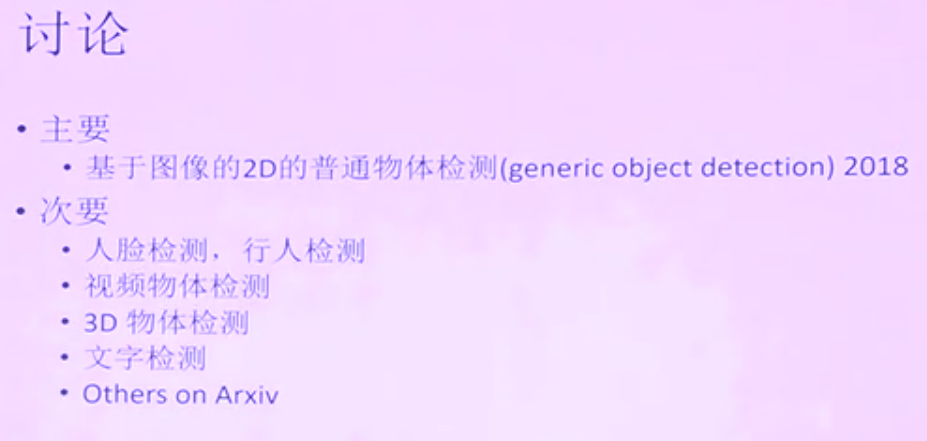 讨论
• 主要
• 基于图像的2D的普通物体检测(generic object detection) 2018
• 次要
• 人脸检测，行人检测
• 视频物体检测
• 3D 物体检测
• 文字检测
• Others on Arxiv